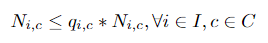 N_{i,c} ≤ q_{i,c} * N_{i,c}, ∀i ∈ I, c ∈ C